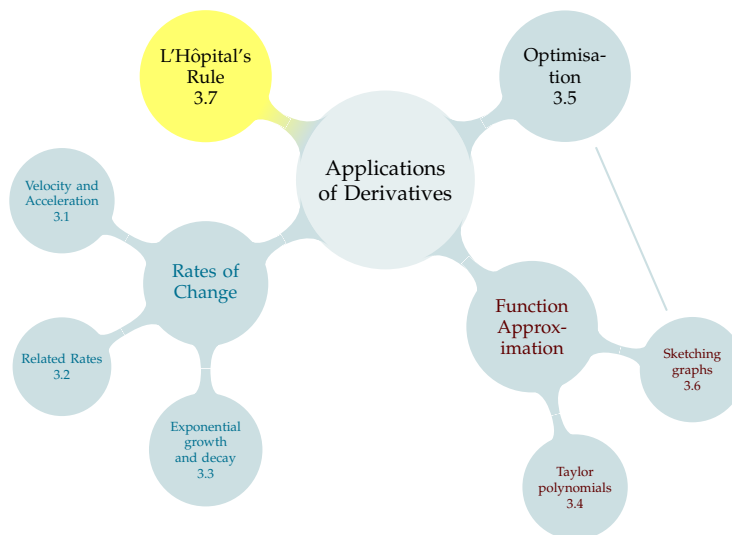 L'Hôpital's
Rule
3.7
Optimisa-
tion
3.5
Applications
of Derivatives
Velocity and
Acceleration
3.1
Rates of
Change
Function
Approx-
imation
Related Rates
3.2
Sketching
graphs
3.6
Exponential
growth
and decay
3.3
Taylor
polynomials
3.4